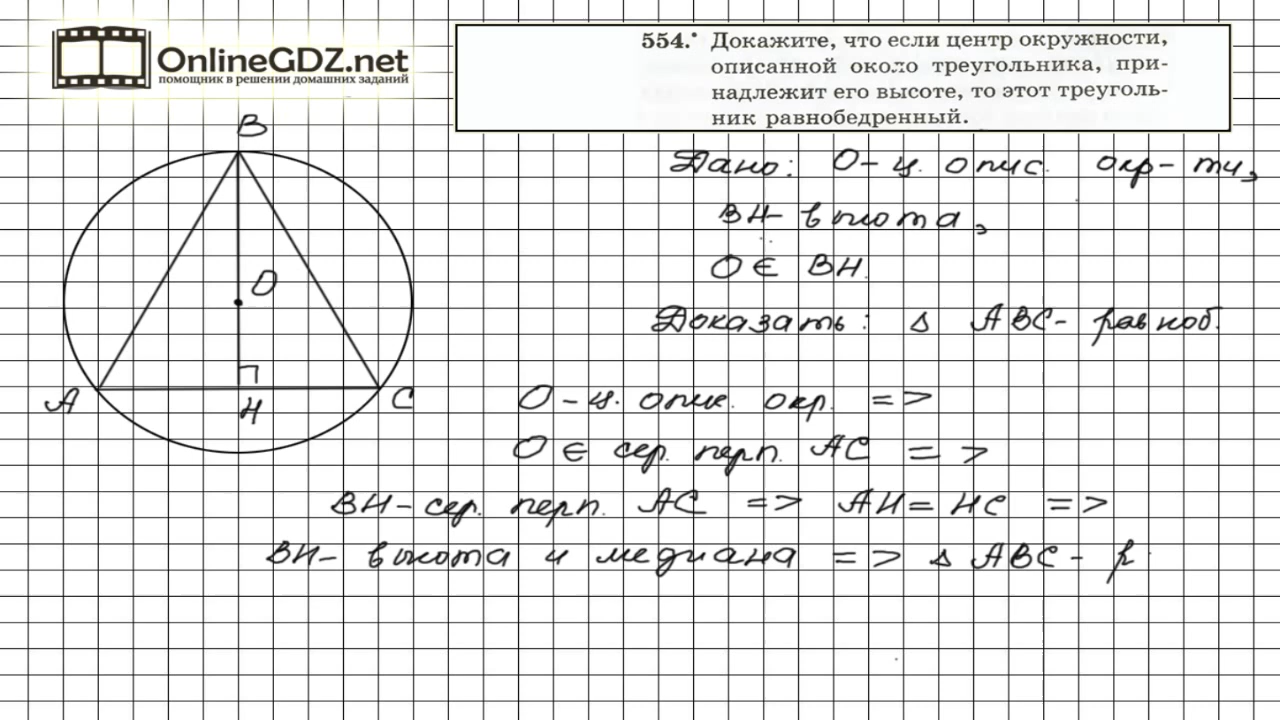 OnlineGDZ.net
помощник в решении домашних заданий
554.• Докажите, что если центр окружности,
описанной около треугольника, при-
надлежит его высоте, то этот треуголь-
ник равнобедренный.
B
O
A
H
C
Дано: O - ц. опис. окр-ти,
BH - высота,
O ∈ BH.
Доказать: Δ ABC - равноб.
O - ц. опис. окр. =>
O ∈ сер. перп. AC =>
BH - сер. перп. AC => AH = HC =>
BH - высота и медиана => Δ ABC - р